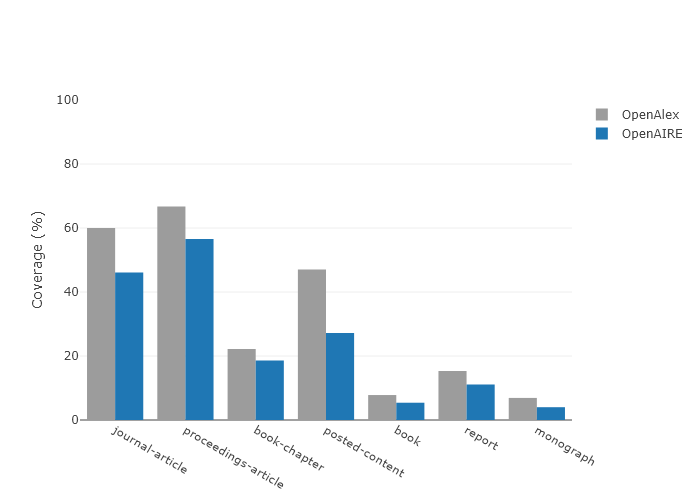 100
80
60
40
20
0
Coverage (%)
journal-article
proceedings-article
book-chapter
posted-content
book
report
monograph
OpenAlex
OpenAIRE